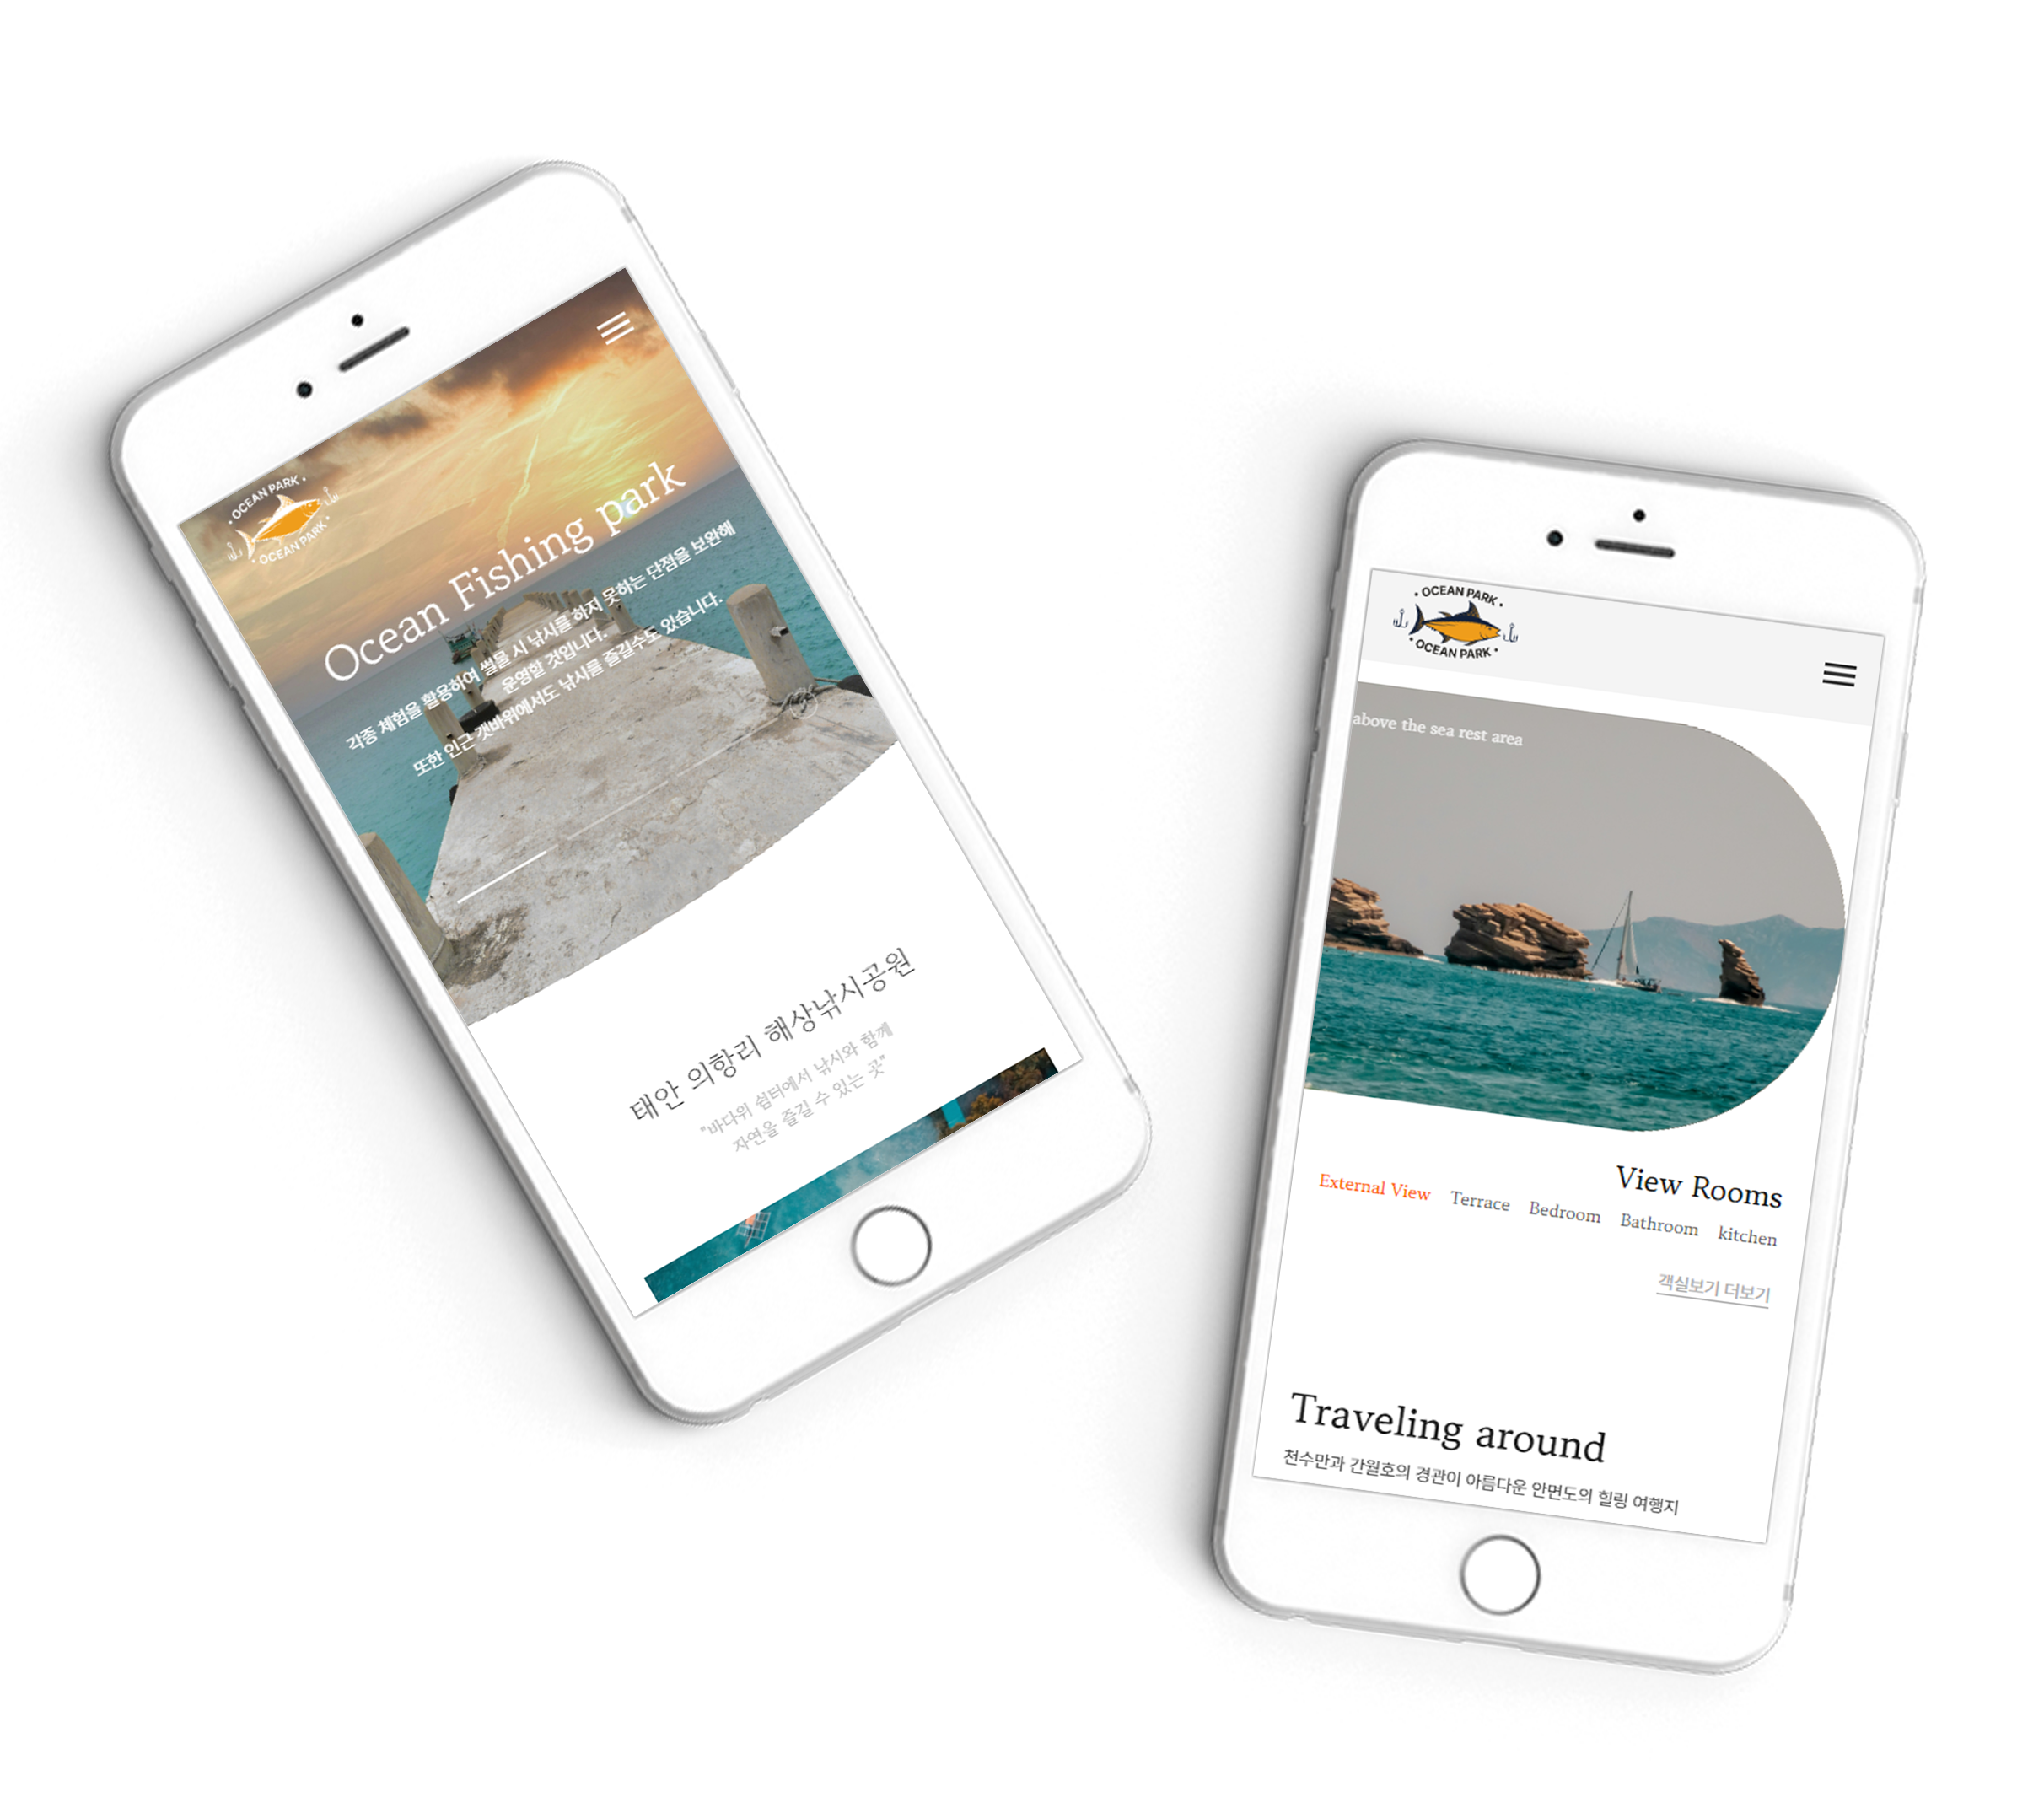 OCEAN PARK
OCEAN PARK
Ocean Fishing park
각종 체험을 활용하여 썰물 시 낚시를 하지 못하는 단점을 보완해
운영할 것입니다.
또한 인근 갯바위에서도 낚시를 즐길수도 있습니다.
태안 의항리 해상낚시공원
"바다위 쉼터에서 낚시와 함께
자연을 즐길 수 있는 곳"
OCEAN PARK
OCEAN PARK
above the sea rest area
View Rooms
External View Terrace Bedroom Bathroom kitchen
객실보기 더보기
Traveling around
천수만과 간월호의 경관이 아름다운 안면도의 힐링 여행지